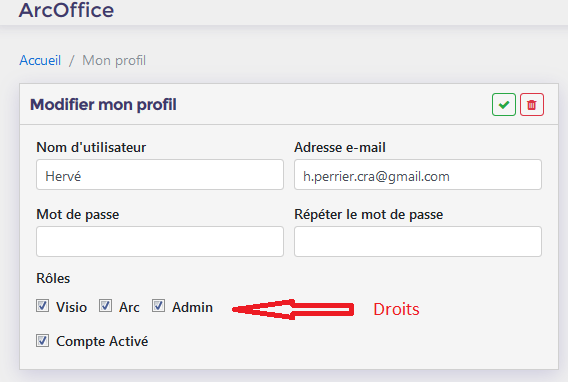 ArcOffice
Accueil / Mon profil
Modifier mon profil
Nom d'utilisateur
Adresse e-mail
Hervé
h.perrier.cra@gmail.com
Mot de passe
Répéter le mot de passe
Rôles
Visio Arc Admin
Droits
Compte Activé